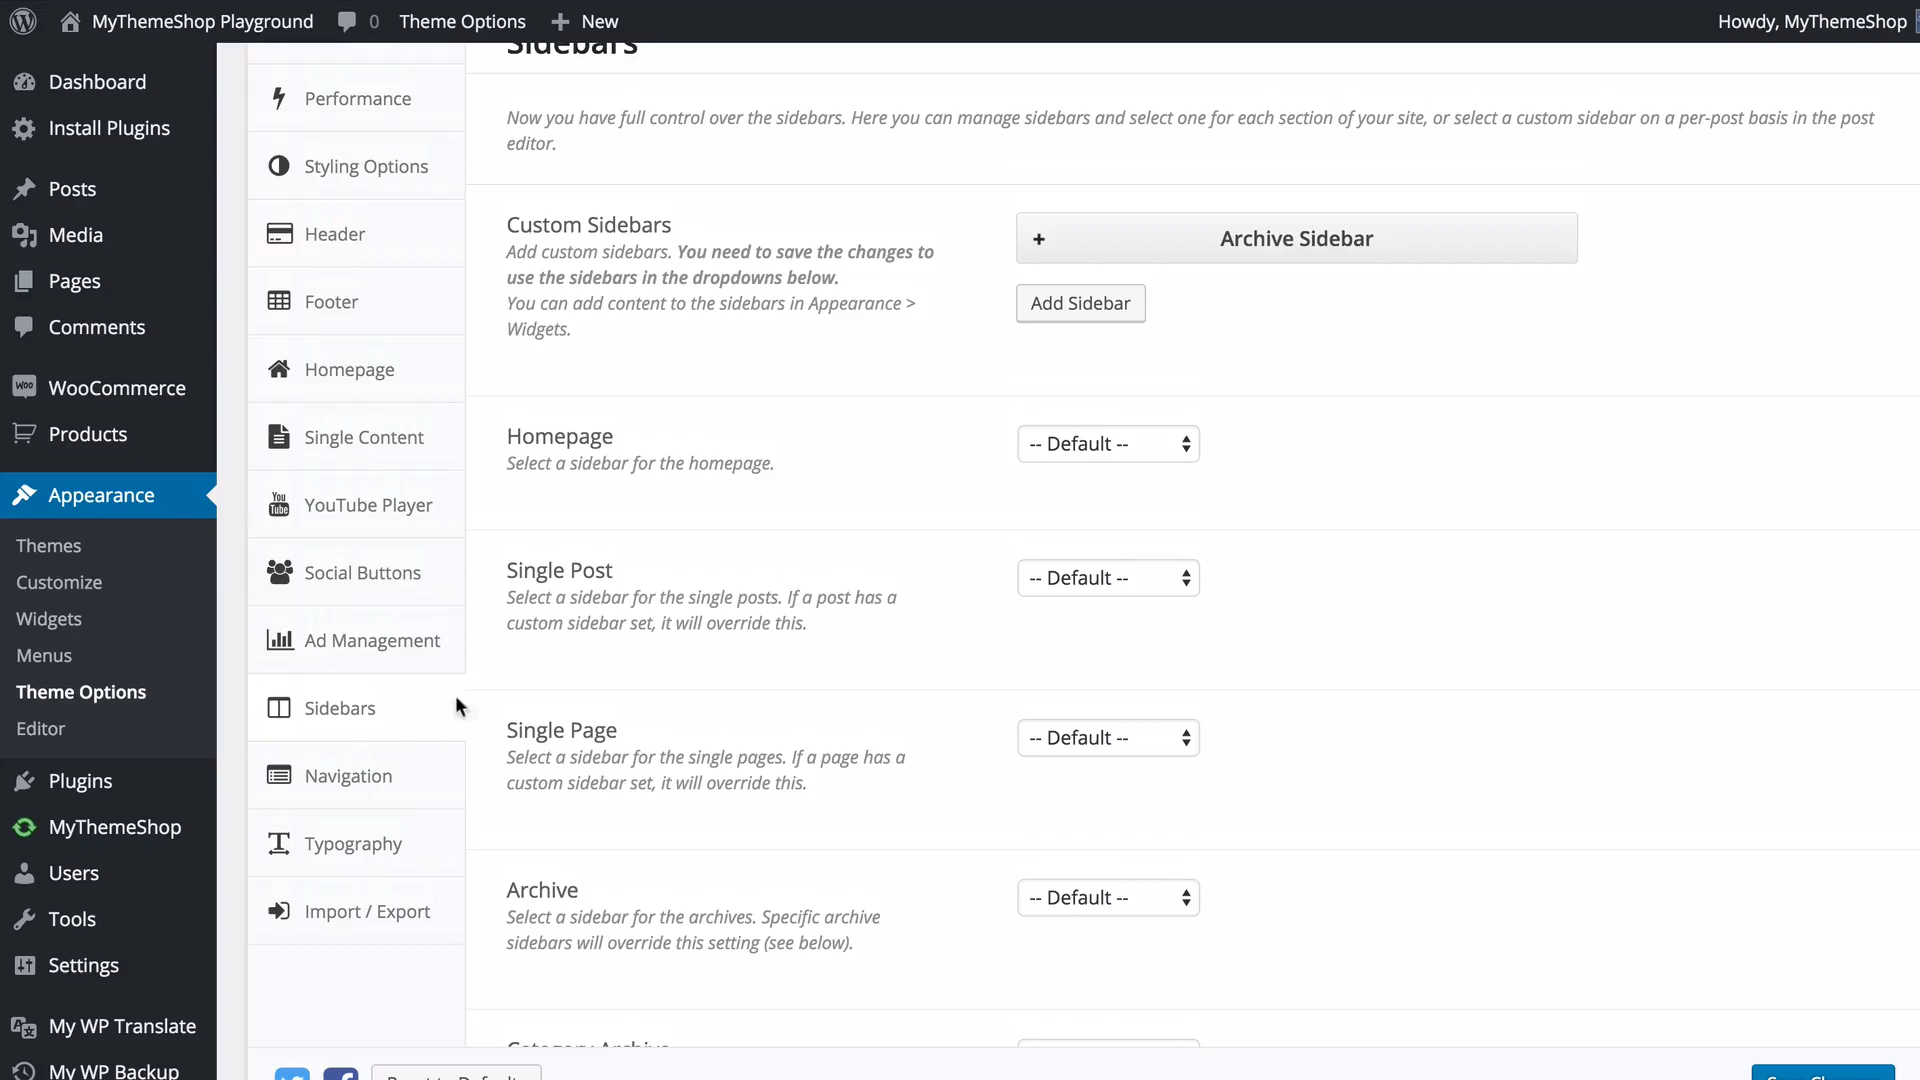 MyThemeShop Playground 0 Theme Options New Howdy, MyThemeShop
Dashboard
Install Plugins
Posts
Media
Pages
Comments
WooCommerce
Products
Appearance
Themes
Customize
Widgets
Menus
Theme Options
Editor
Plugins
MyThemeShop
Users
Tools
Settings
My WP Translate
My WP Backup
Performance
Styling Options
Header
Footer
Homepage
Single Content
You
Tube
YouTube Player
Social Buttons
Ad Management
Sidebars
Navigation
Typography
Import / Export
Sidebars
Now you have full control over the sidebars. Here you can manage sidebars and select one for each section of your site, or select a custom sidebar on a per-post basis in the post
editor.
Custom Sidebars
Add custom sidebars. You need to save the changes to
use the sidebars in the dropdowns below.
You can add content to the sidebars in Appearance >
Widgets.
+ Archive Sidebar
Add Sidebar
Homepage
Select a sidebar for the homepage.
-- Default --
Single Post
Select a sidebar for the single posts. If a post has a
custom sidebar set, it will override this.
-- Default --
Single Page
Select a sidebar for the single pages. If a page has a
custom sidebar set, it will override this.
-- Default --
Archive
Select a sidebar for the archives. Specific archive
sidebars will override this setting (see below).
-- Default --
Category Archive